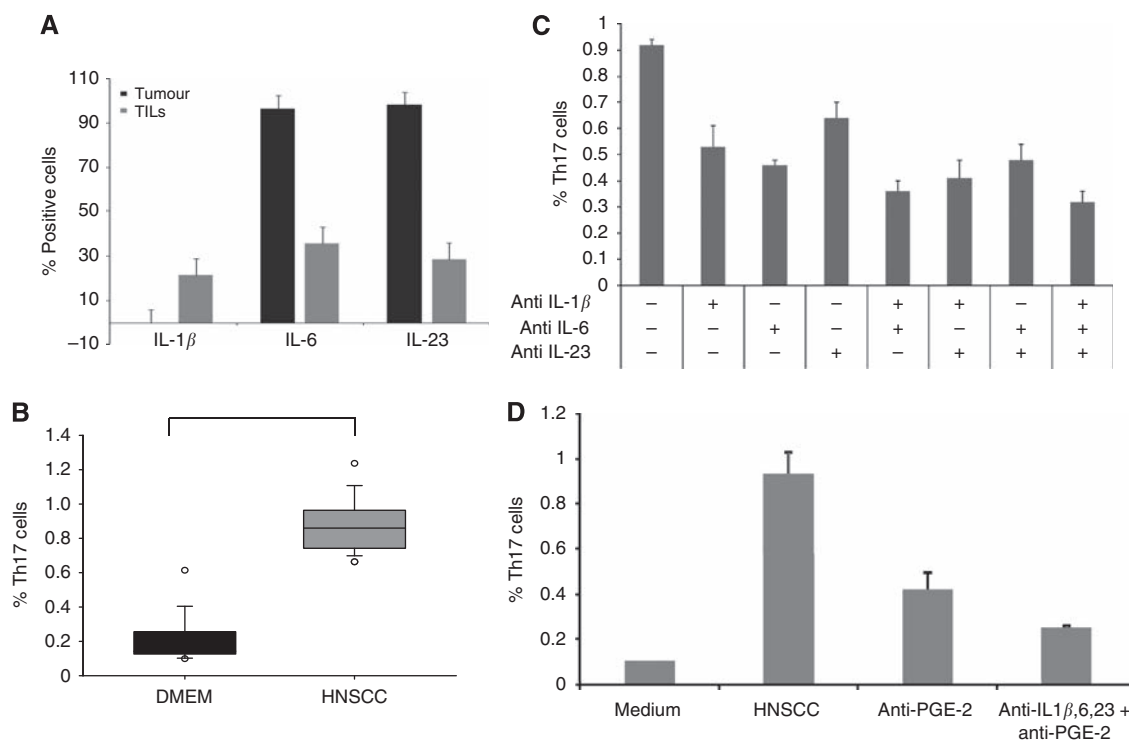 A
110
90
70
50
30
10
–10
% Positive cells
Tumour
TILs
IL-1β
IL-6
IL-23
B
1.4
1.2
1.0
0.8
0.6
0.4
0.2
0
% Th17 cells
DMEM
HNSCC
C
1
0.9
0.8
0.7
0.6
0.5
0.4
0.3
0.2
0.1
0
% Th17 cells
Anti IL-1β – + – – + + – +
Anti IL-6 – – + – + – + +
Anti IL-23 – – – + – + + +
D
1.2
1
0.8
0.6
0.4
0.2
0
% Th17 cells
Medium
HNSCC
Anti-PGE-2
Anti-IL1β,6,23 +
anti-PGE-2